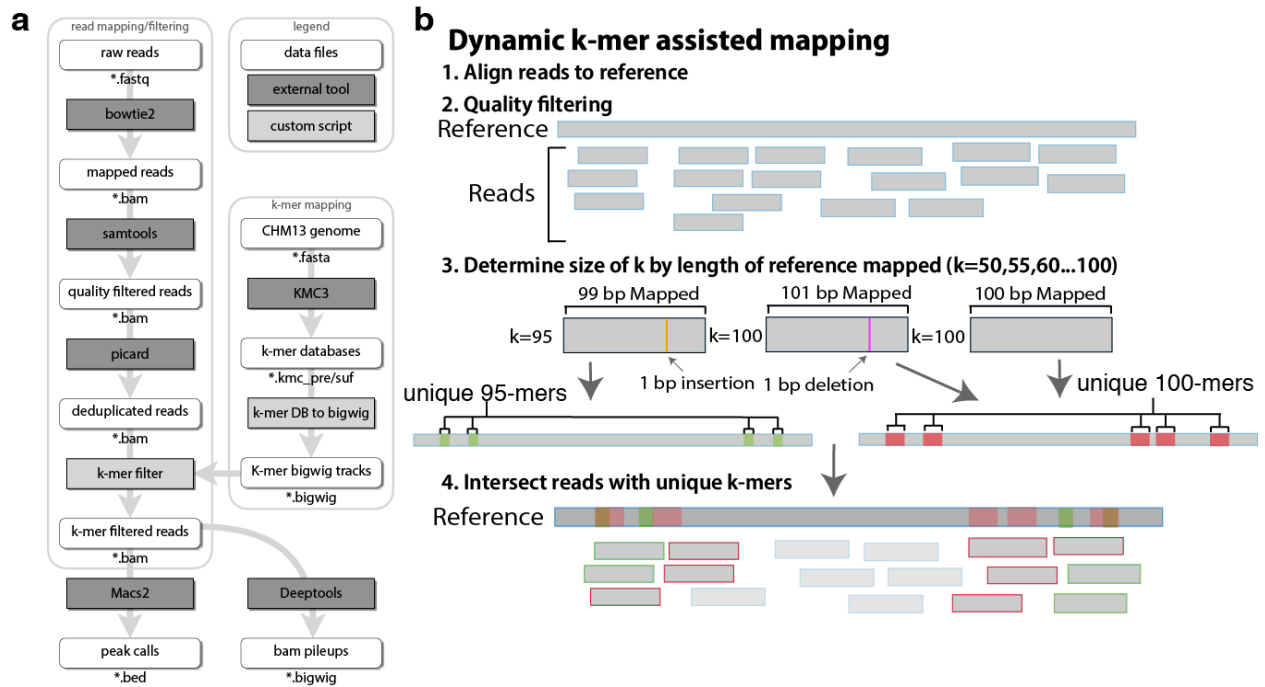 a
read mapping/filtering
raw reads
*.fastq
bowtie2
mapped reads
*.bam
samtools
quality filtered reads
*.bam
picard
deduplicated reads
*.bam
k-mer filter
k-mer filtered reads
*.bam
Macs2
peak calls
*.bed
legend
data files
external tool
custom script
k-mer mapping
CHM13 genome
*.fasta
KMC3
k-mer databases
*.kmc_pre/suf
k-mer DB to bigwig
K-mer bigwig tracks
*.bigwig
Deeptools
bam pileups
*.bigwig
b
Dynamic k-mer assisted mapping
1. Align reads to reference
2. Quality filtering
Reference
Reads
3. Determine size of k by length of reference mapped (k=50,55,60...100)
99 bp Mapped
101 bp Mapped
100 bp Mapped
k=95
k=100
k=100
1 bp insertion
1 bp deletion
unique 95-mers
unique 100-mers
4. Intersect reads with unique k-mers
Reference